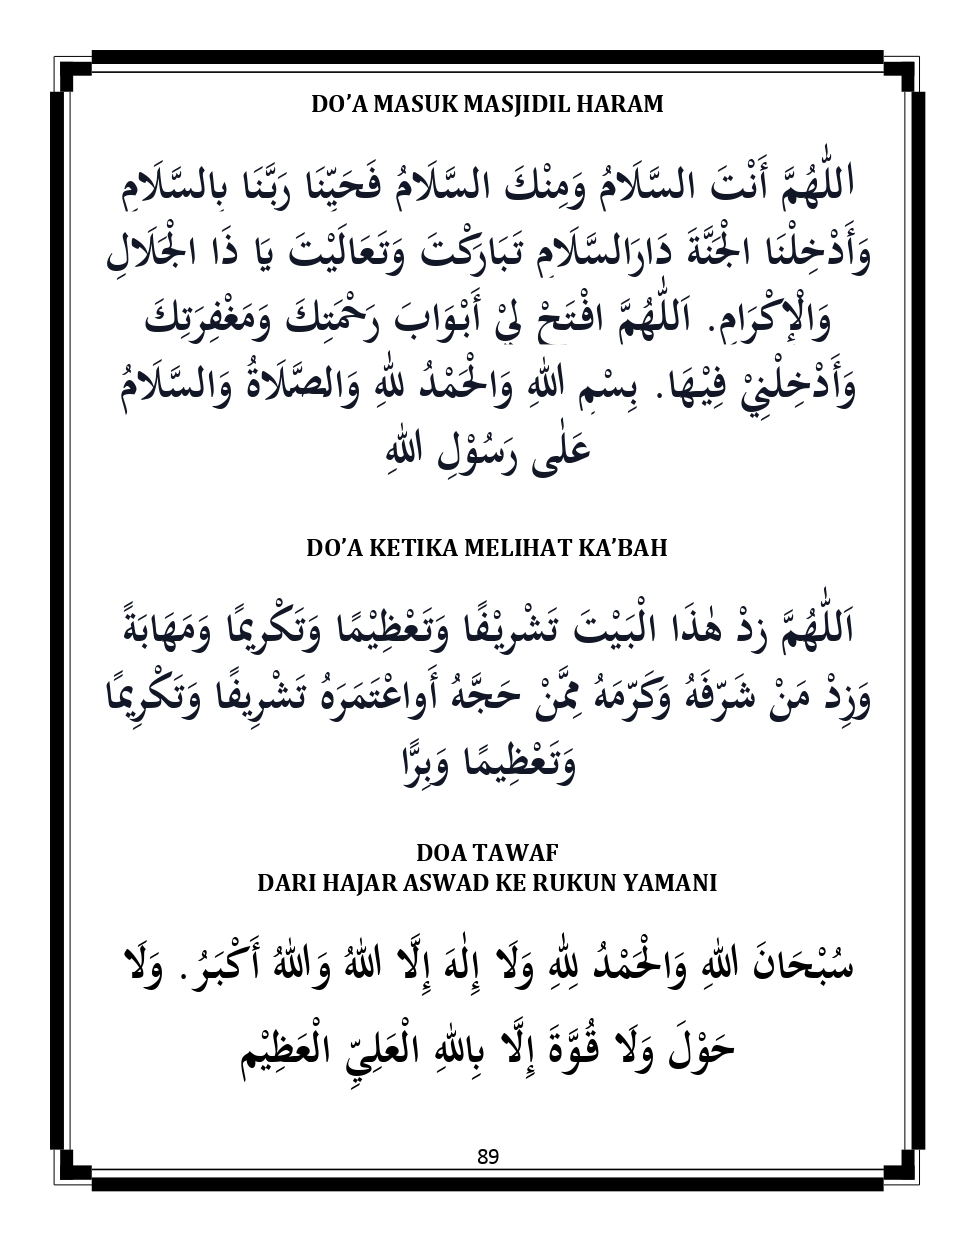 DO’A MASUK MASJIDIL HARAM
اللّٰهُمَّ أَنْتَ السَّلَامُ وَمِنْكَ السَّلَامُ فَحَيِّنَا رَبَّنَا بِالسَّلَامِ
وَأَدْخِلْنَا الْجَنَّةَ دَارَالسَّلَامِ تَبَارَكْتَ وَتَعَالَيْتَ يَا ذَا الْجَلَالِ
وَالْإِكْرَامِ. اَللّٰهُمَّ افْتَحْ لِيْ أَبْوَابَ رَحْمَتِكَ وَمَغْفِرَتِكَ
وَأَدْخِلْنِيْ فِيْهَا. بِسْمِ اللهِ وَالْحَمْدُ للهِ وَالصَّلَاةُ وَالسَّلَامُ
عَلٰى رَسُوْلِ اللهِ
DO’A KETIKA MELIHAT KA’BAH
اَللّٰهُمَّ زِدْ هٰذَا الْبَيْتَ تَشْرِيْفًا وَتَعْظِيْمًا وَتَكْرِيمًا وَمَهَابَةً
وَزِدْ مَنْ شَرَّفَهُ وَكَرَّمَهُ مِمَّنْ حَجَّهُ أَواعْتَمَرَهُ تَشْرِيفًا وَتَكْرِيمًا
وَتَعْظِيمًا وَبِرًّا
DOA TAWAF
DARI HAJAR ASWAD KE RUKUN YAMANI
سُبْحَانَ اللهِ وَالْحَمْدُ لِلّٰهِ وَلَا إِلٰهَ إِلَّا اللهُ وَاللهُ أَكْبَرُ. وَلَا
حَوْلَ وَلَا قُوَّةَ إِلَّا بِاللهِ الْعَلِيِّ الْعَظِيْم
89